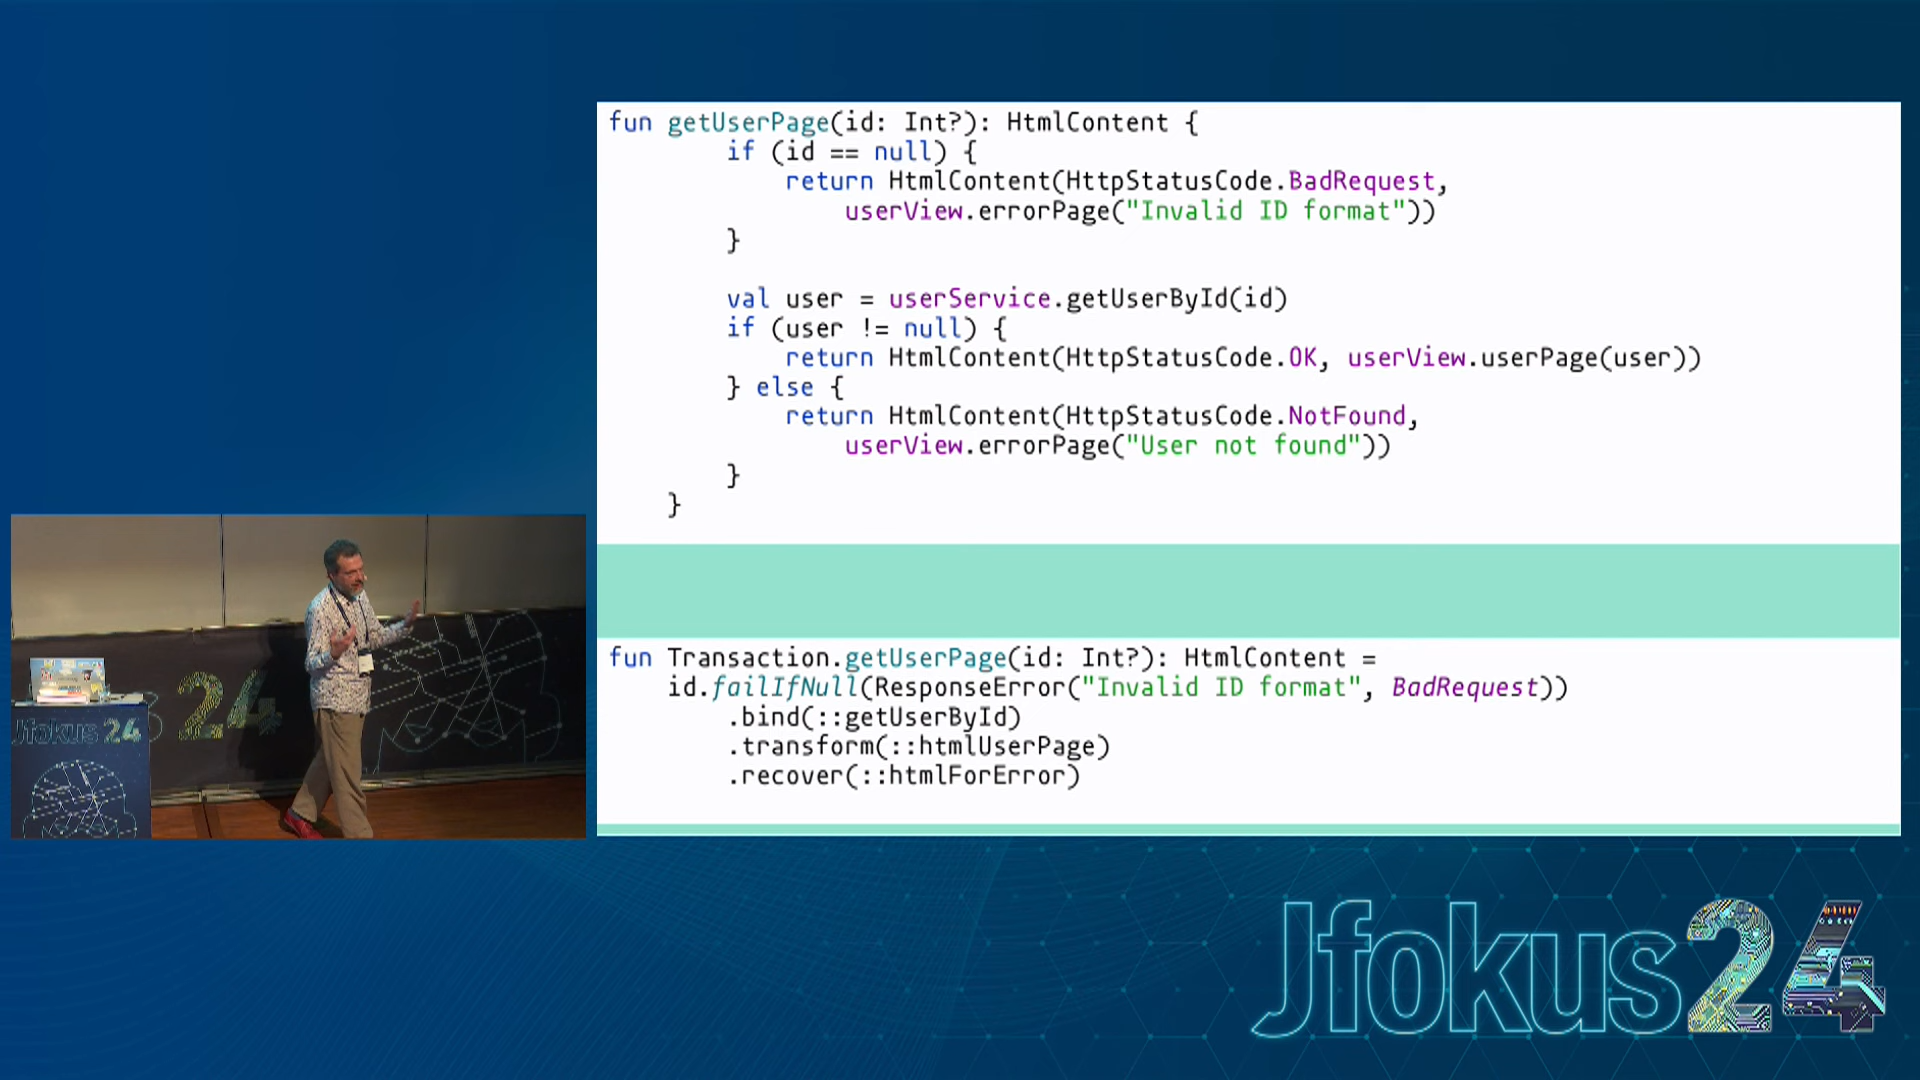 fun getUserPage(id: Int?): HtmlContent {
if (id == null) {
return HtmlContent(HttpStatusCode.BadRequest,
userView.errorPage("Invalid ID format"))
}
val user = userService.getUserById(id)
if (user != null) {
return HtmlContent(HttpStatusCode.OK, userView.userPage(user))
} else {
return HtmlContent(HttpStatusCode.NotFound,
userView.errorPage("User not found"))
}
}
fun Transaction.getUserPage(id: Int?): HtmlContent =
id.failIfNull(ResponseError("Invalid ID format", BadRequest))
.bind(::getUserById)
.transform(::htmlUserPage)
.recover(::htmlForError)
24
Jfokus 24
Jfokus24